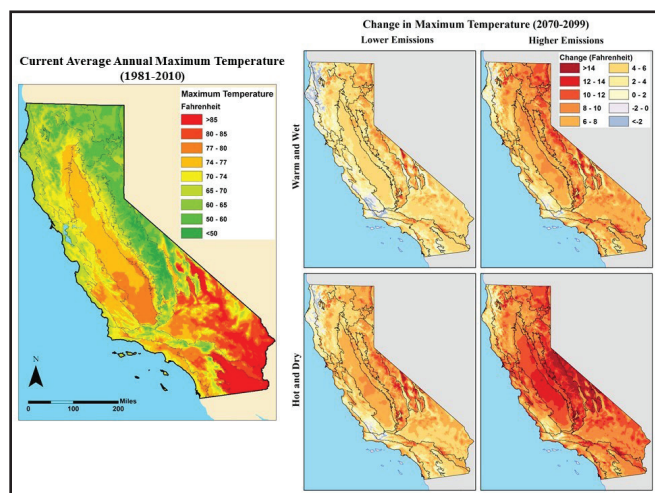 Change in Maximum Temperature (2070-2099)
Lower Emissions
Higher Emissions
Current Average Annual Maximum Temperature
(1981-2010)
Maximum Temperature
Fahrenheit
>85
80 - 85
77 - 80
74 - 77
70 - 74
65 - 70
60 - 65
50 - 60
<50
N
0
100
200
Miles
Warm and Wet
Hot and Dry
Change (Fahrenheit)
>14
4 - 6
12 - 14
2 - 4
10 - 12
0 - 2
8 - 10
-2 - 0
6 - 8
<-2